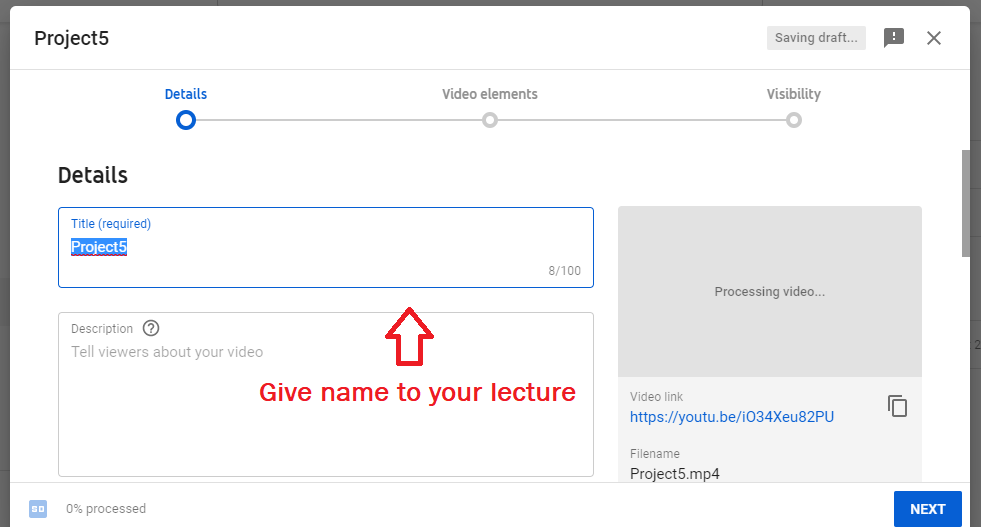 Project5
Saving draft...
Details
Video elements
Visibility
Details
Title (required)
Project5
8/100
Description
Tell viewers about your video
Give name to your lecture
Processing video...
Video link
https://youtu.be/iO34Xeu82PU
Filename
Project5.mp4
SD
0% processed
NEXT
2